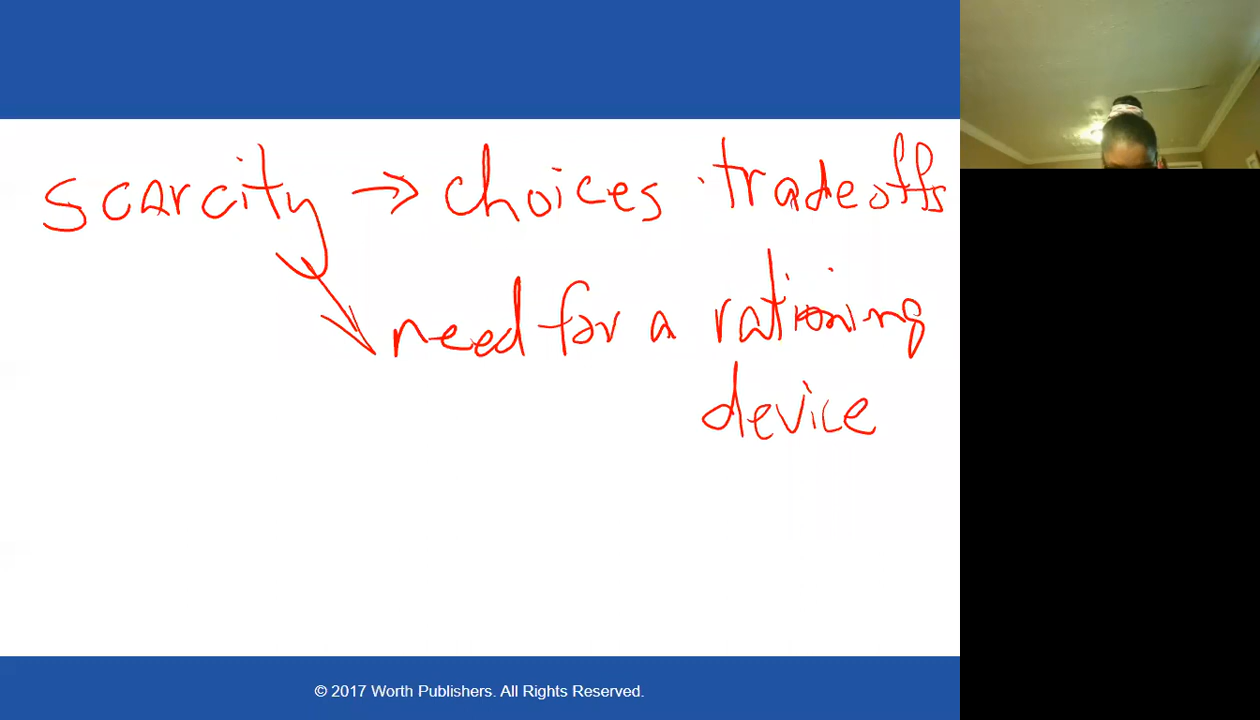 scarcity → choices tradeoffs
need for a rationing
device
© 2017 Worth Publishers. All Rights Reserved.